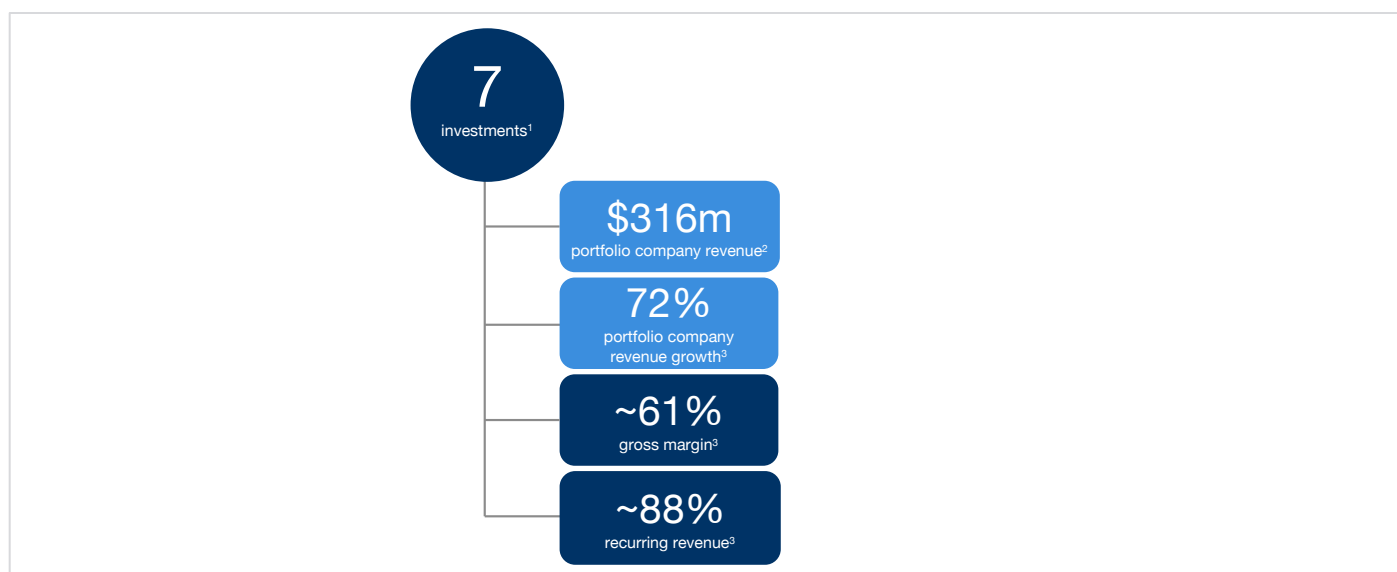 7
investments¹
$316m
portfolio company revenue²
72%
portfolio company
revenue growth³
~61%
gross margin³
~88%
recurring revenue³